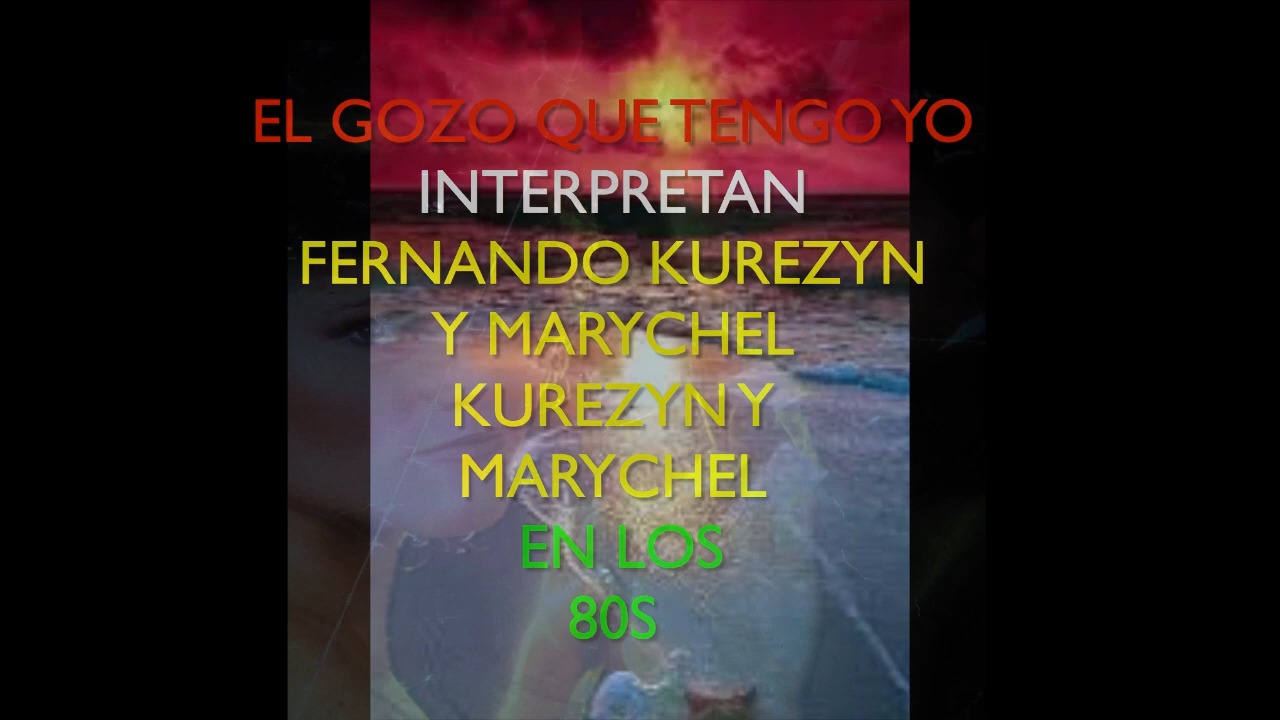 EL GOZO QUE TENGO YO
INTERPRETAN
FERNANDO KUREZYN
Y MARYCHEL
KUREZYN Y
MARYCHEL
EN LOS
80S